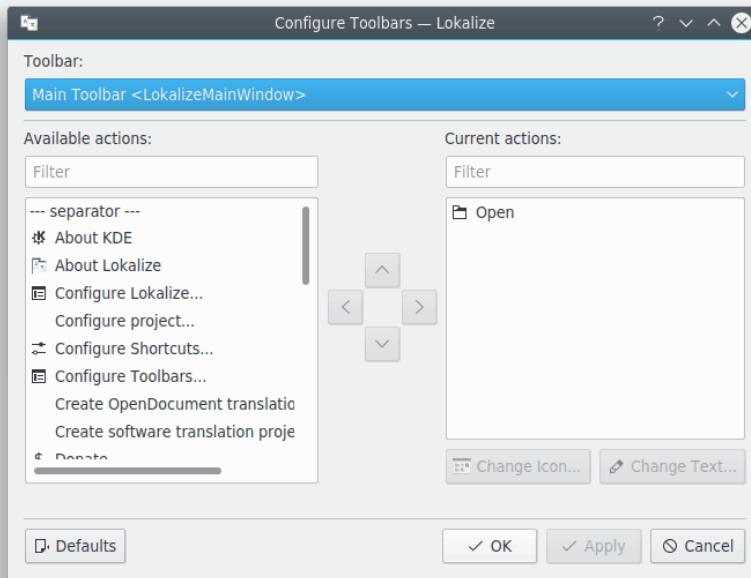 Configure Toolbars — Lokalize
Toolbar:
Main Toolbar <LokalizeMainWindow>
Available actions:
Filter
--- separator ---
About KDE
About Lokalize
Configure Lokalize...
Configure project...
Configure Shortcuts...
Configure Toolbars...
Create OpenDocument translatio
Create software translation proje
Donate
Current actions:
Filter
Open
Change Icon...
Change Text...
Defaults
OK
Apply
Cancel